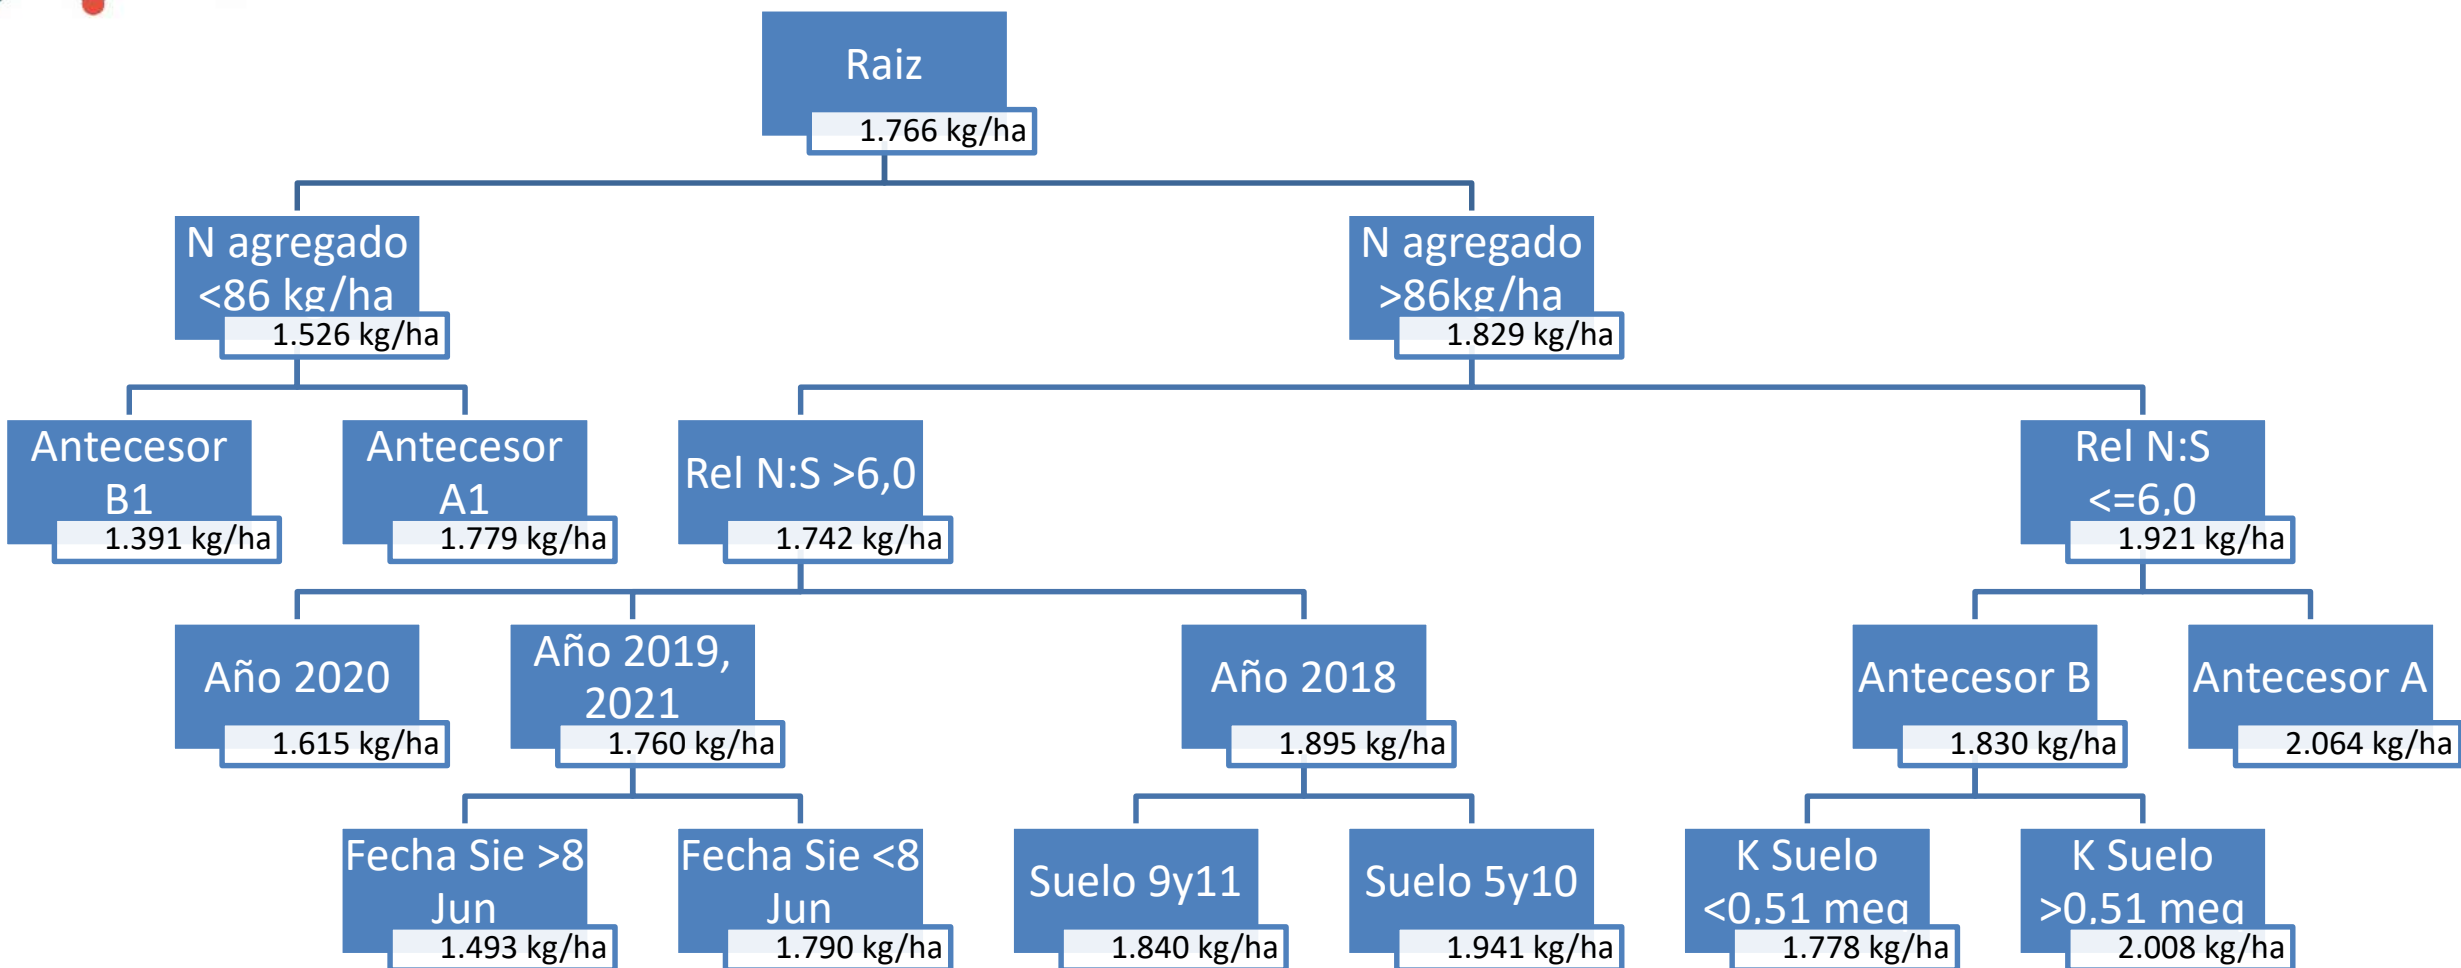 Raiz
1.766 kg/ha
N agregado
<86 kg/ha
1.526 kg/ha
N agregado
>86kg/ha
1.829 kg/ha
Antecesor
B1
1.391 kg/ha
Antecesor
A1
1.779 kg/ha
Rel N:S >6,0
1.742 kg/ha
Rel N:S
<=6,0
1.921 kg/ha
Año 2020
1.615 kg/ha
Año 2019,
2021
1.760 kg/ha
Año 2018
1.895 kg/ha
Antecesor B
1.830 kg/ha
Antecesor A
2.064 kg/ha
Fecha Sie >8
Jun
1.493 kg/ha
Fecha Sie <8
Jun
1.790 kg/ha
Suelo 9y11
1.840 kg/ha
Suelo 5y10
1.941 kg/ha
K Suelo
<0,51 meq
1.778 kg/ha
K Suelo
>0,51 meq
2.008 kg/ha